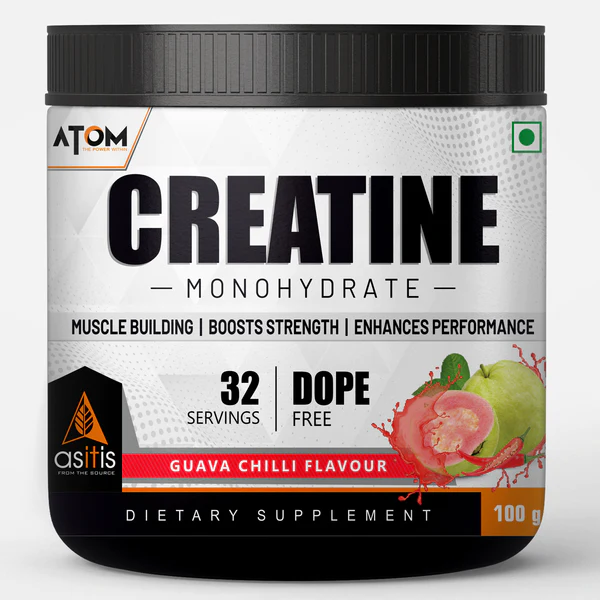 ATOM
THE POWER WITHIN
CREATINE
MONOHYDRATE
MUSCLE BUILDING | BOOSTS STRENGTH | ENHANCES PERFORMANCE
32
SERVINGS
DOPE
FREE
asitis
FROM THE SOURCE
GUAVA CHILLI FLAVOUR
DIETARY SUPPLEMENT
100 g